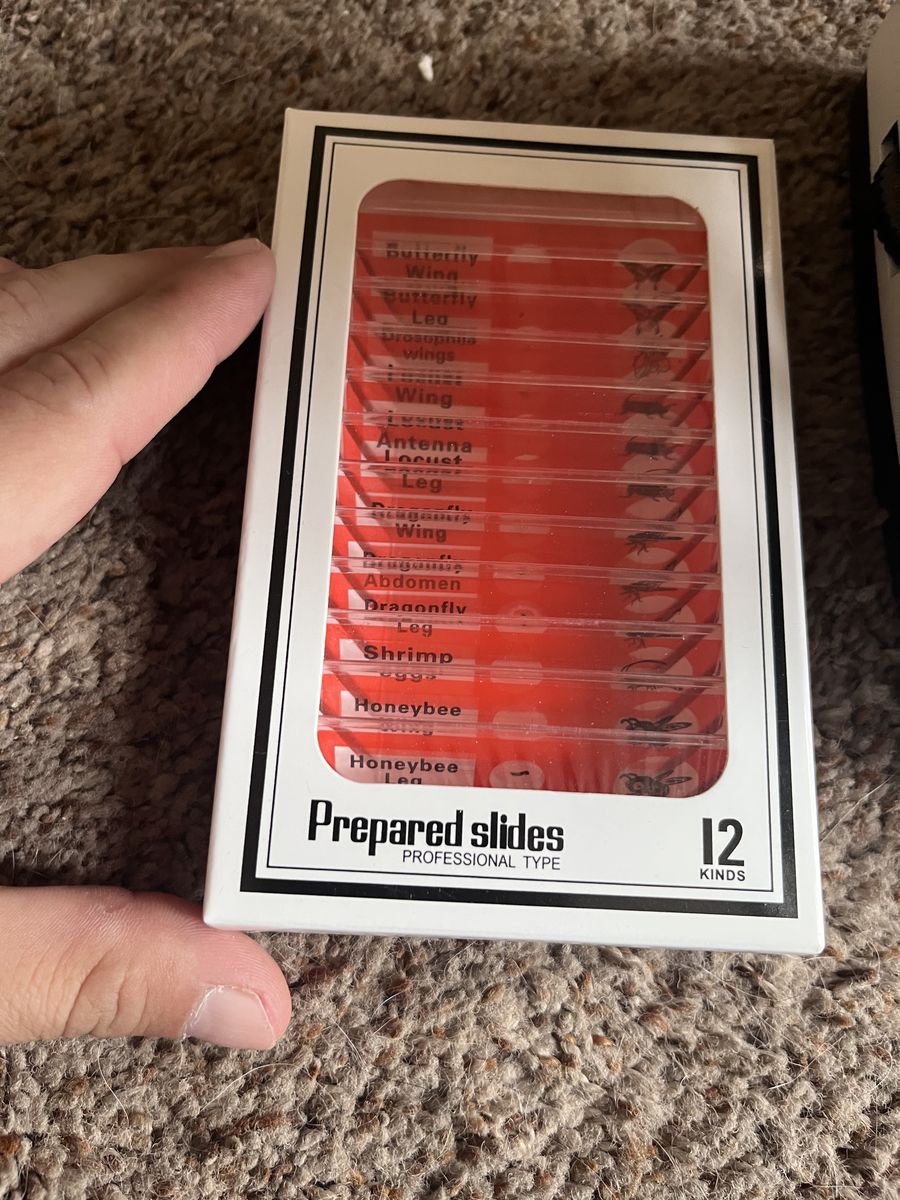 Butterfly
Wing
Butterfly
Leg
Drosophila
wings
Locust
Wing
Locust
Antenna
Locust
Leg
Dragonfly
Wing
Dragonfly
Abdomen
Dragonfly
Leg
Shrimp
eggs
Honeybee
wing
Honeybee
Leg
Prepared slides
PROFESSIONAL TYPE
12
KINDS